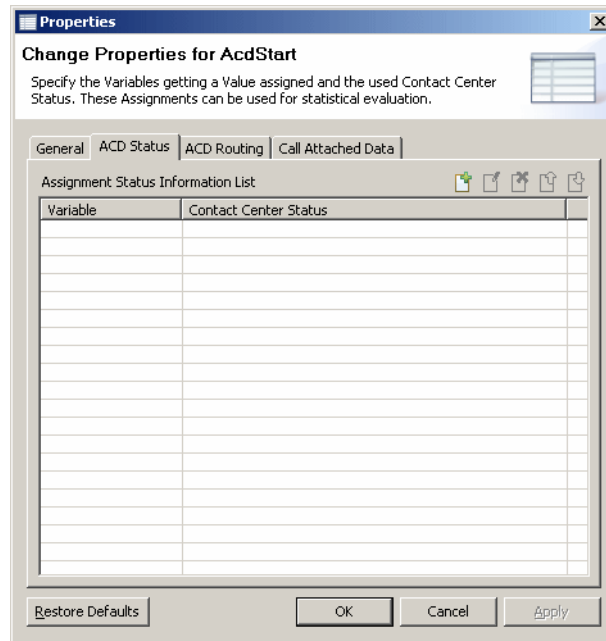 Properties
Change Properties for AcdStart
Specify the Variables getting a Value assigned and the used Contact Center
Status. These Assignments can be used for statistical evaluation.
General ACD Status ACD Routing Call Attached Data
Assignment Status Information List
Variable Contact Center Status
Restore Defaults OK Cancel Apply